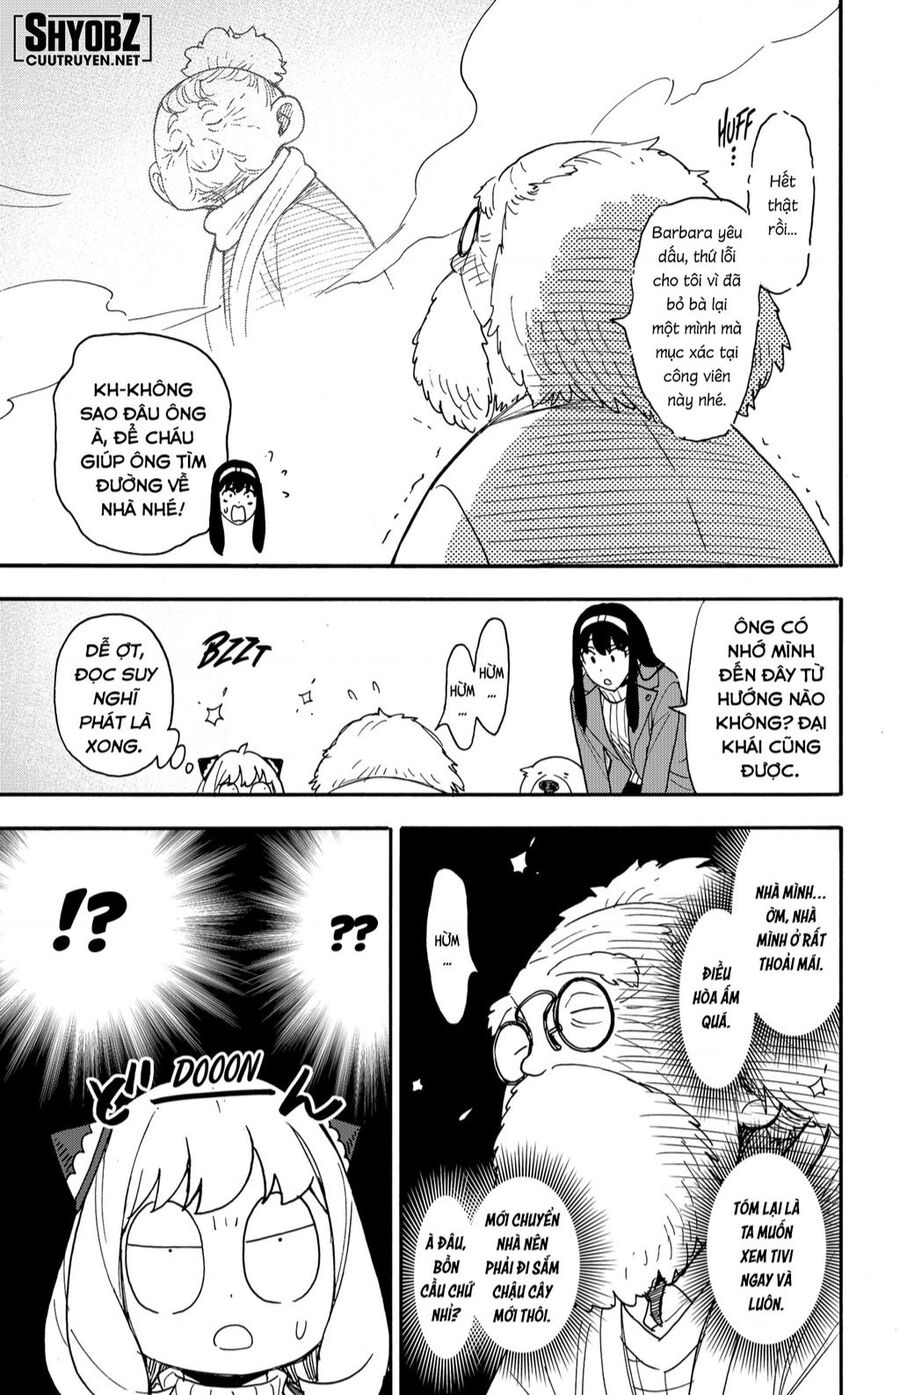 SHYOBZ
CUUTRUYEN.NET
HUFF
...
Hết
thật
rồi...
Barbara yêu
dấu, thứ lỗi
cho tôi vì đã
bỏ bà lại
một mình mà
mục xác tại
công viên
này nhé.
KH-KHÔNG
SAO ĐÂU ÔNG
À, ĐỂ CHÁU
GIÚP ÔNG TÌM
ĐƯỜNG VỀ
NHÀ NHÉ!
ÔNG CÓ
NHỚ MÌNH
ĐẾN ĐÂY TỪ
HƯỚNG NÀO
KHÔNG? ĐẠI
KHÁI CŨNG
ĐƯỢC.
HỪM
...
HỪM
...
BZZT
DỄ ỢT,
ĐỌC SUY
NGHĨ
PHÁT LÀ
XONG.
NHÀ MÌNH...
ỜM, NHÀ
MÌNH Ở RẤT
THOẢI MÁI.
ĐIỀU
HÒA ẤM
QUÁ.
HỪM
...
TÓM LẠI LÀ
TA MUỐN
XEM TIVI
NGAY VÀ
LUÔN.
MỚI CHUYỂN
NHÀ NÊN
PHẢI ĐI SẮM
CHẬU CÂY
MỚI THÔI.
À ĐÂU,
BỒN
CẦU CHỨ
NHỈ?
??
!?
ど\"ん
DOOON